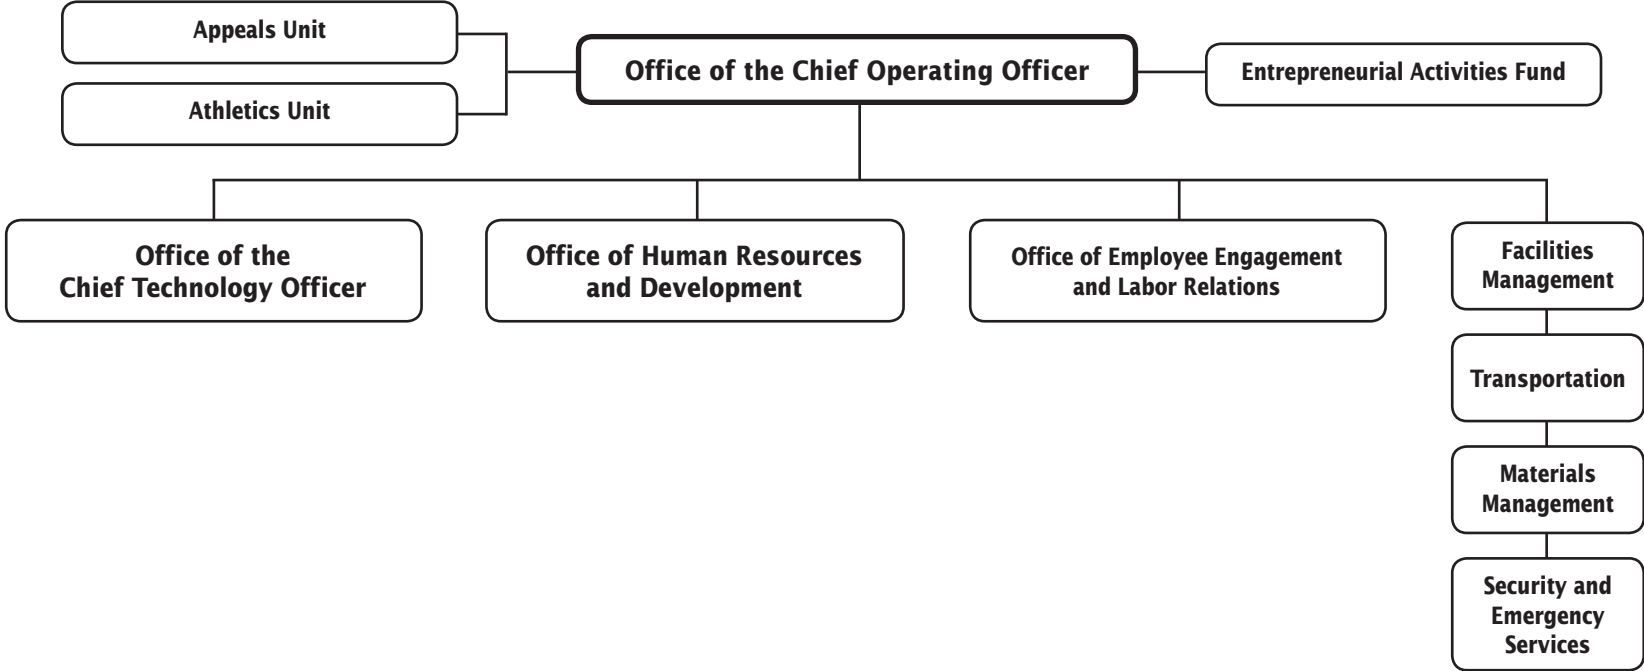 Appeals Unit
Athletics Unit
Office of the Chief Operating Officer
Entrepreneurial Activities Fund
Office of the
Chief Technology Officer
Office of Human Resources
and Development
Office of Employee Engagement
and Labor Relations
Facilities
Management
Transportation
Materials
Management
Security and
Emergency
Services